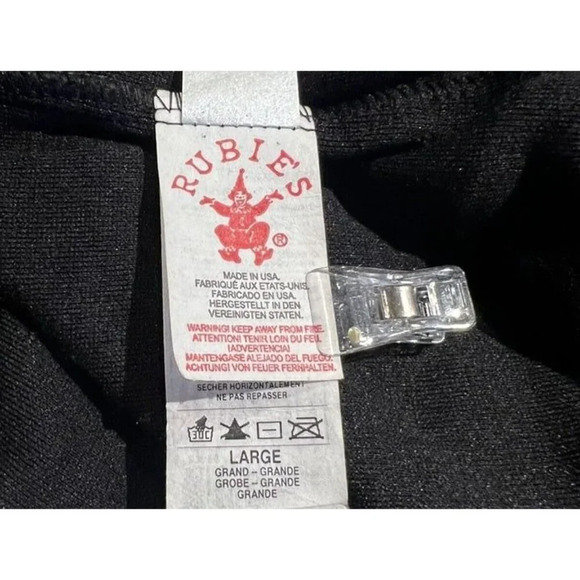 RUBIE'S
®
MADE IN USA.
FABRIQUÉ AUX ETATS-UNIS
FABRICADO EN USA.
HERGESTELLT IN DEN
VEREINIGTEN STATEN.
WARNING! KEEP AWAY FROM FIRE.
ATTENTION! TENIR LOIN DU FEU.
¡ADVERTENCIA!
MANTENGASE ALEJADO DEL FUEGO.
ACHTUNG! VON FEUER FERNHALTEN.
SECHER HORIZONTALEMENT
NE PAS REPASSER
30C
LARGE
GRAND – GRANDE
GROBE – GRANDE
GRANDE